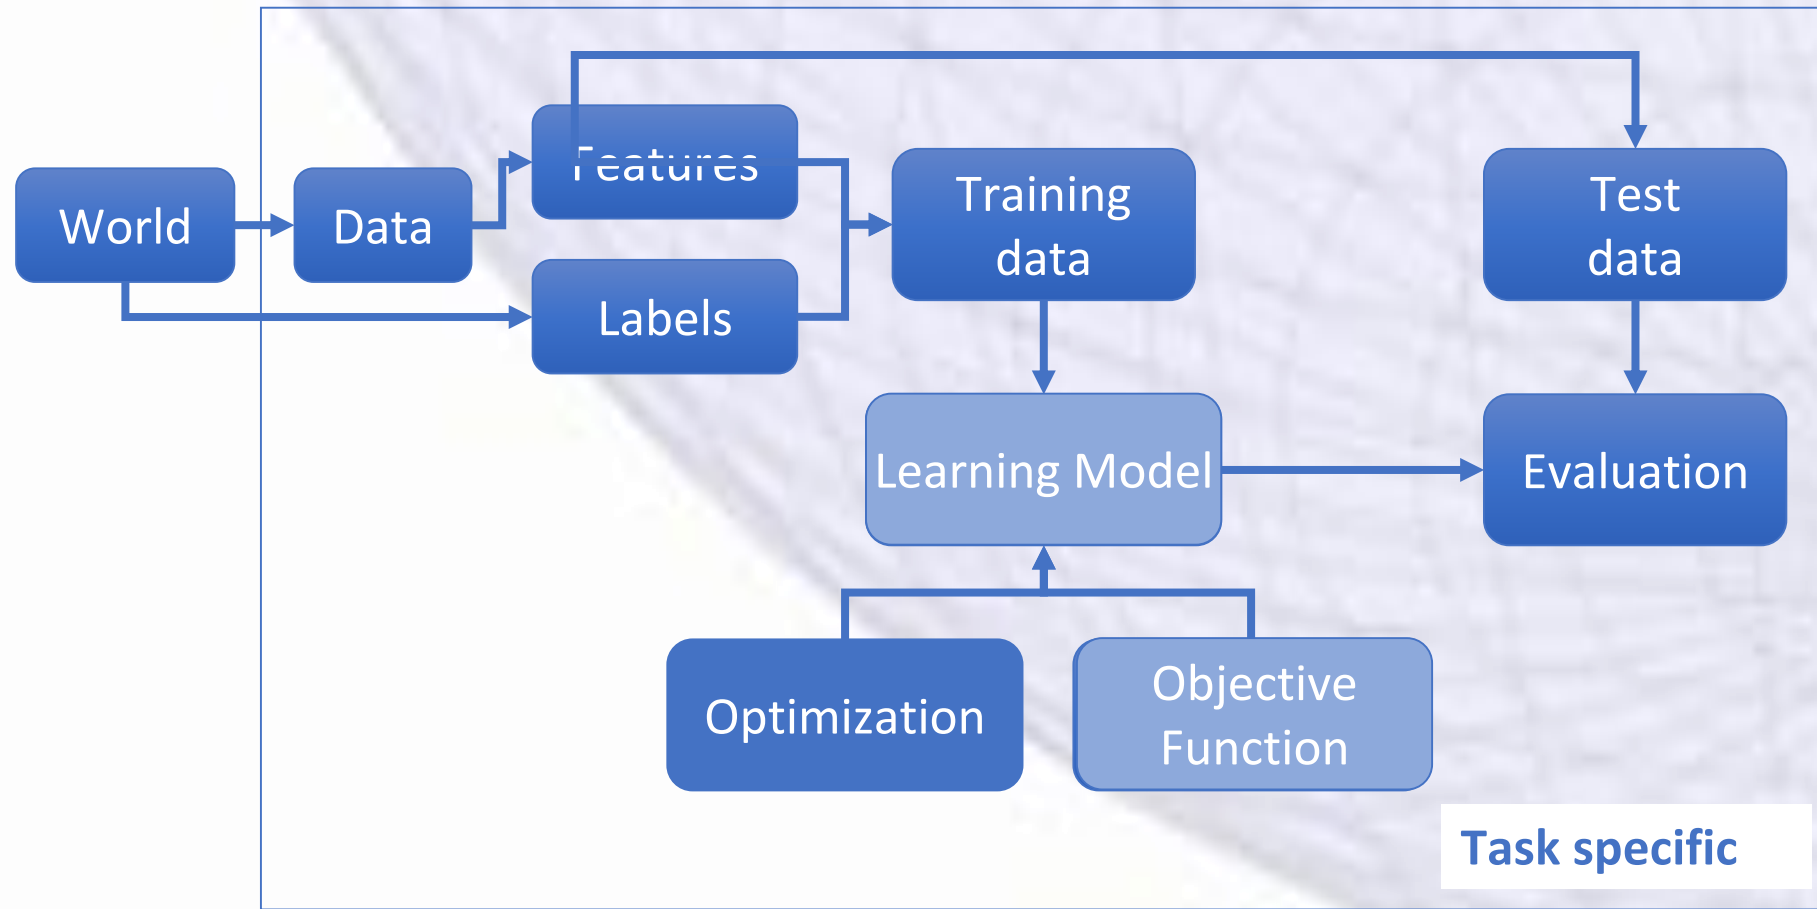 World
Data
Features
Labels
Training
data
Test
data
Learning Model
Evaluation
Optimization
Objective
Function
Task specific